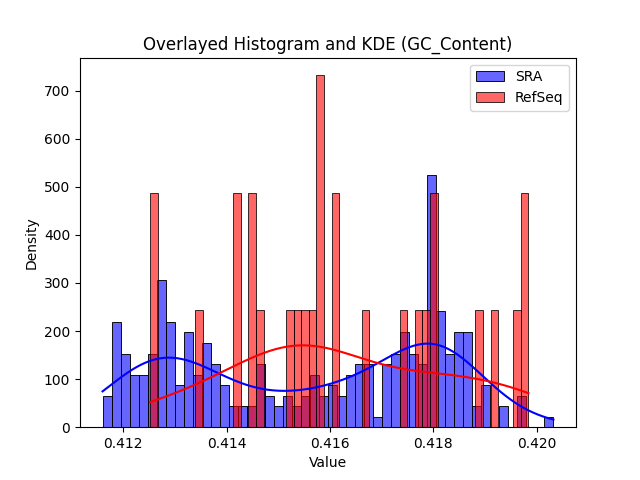 Overlayed Histogram and KDE (GC_Content)
SRA
RefSeq
700
600
500
400
300
200
100
0
Density
0.412 0.414 0.416 0.418 0.420
Value